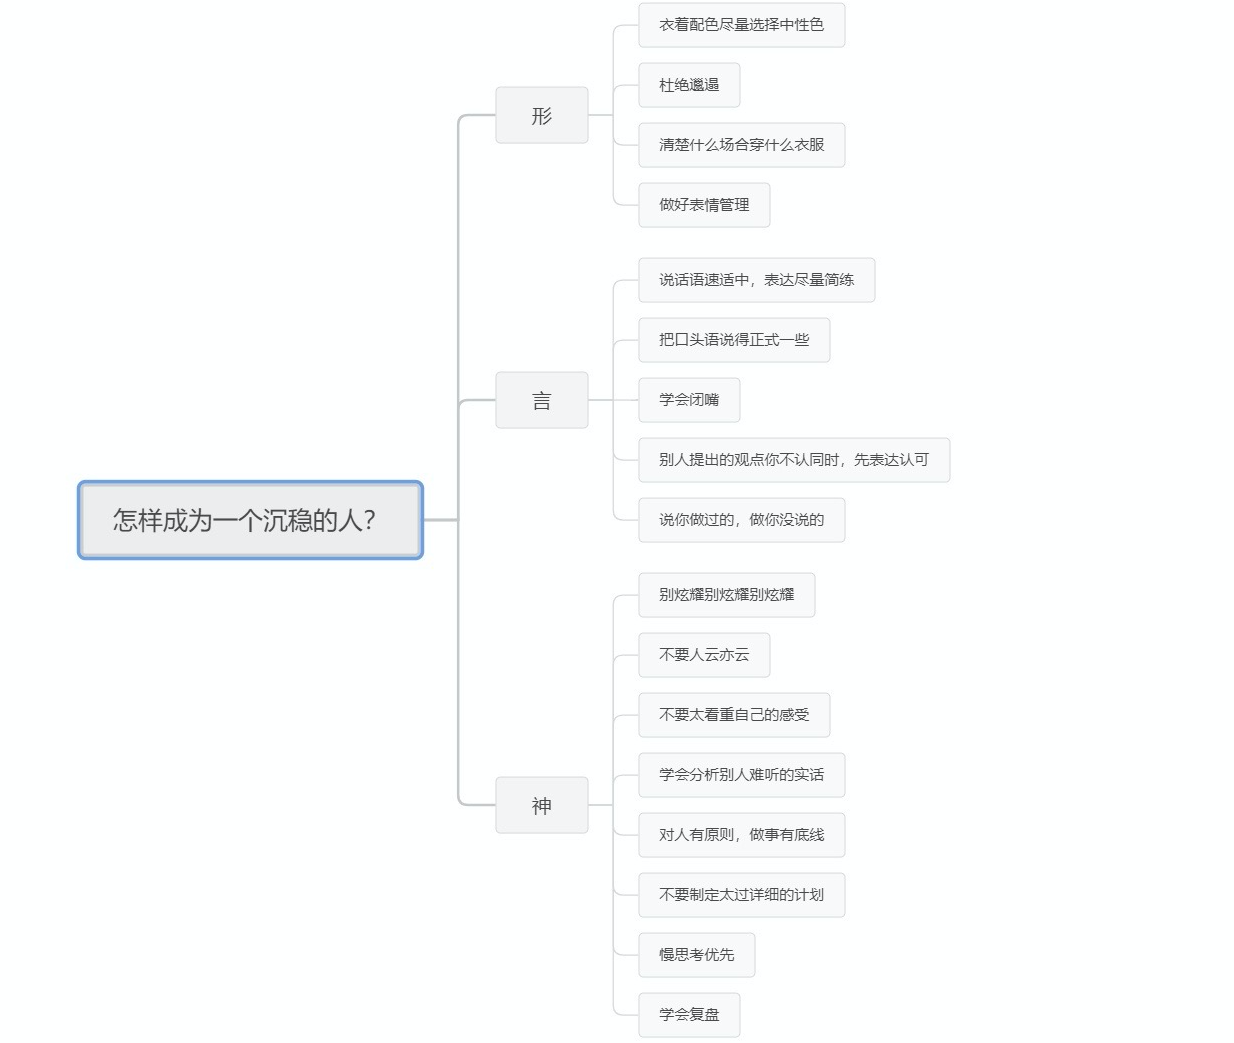 怎样成为一个沉稳的人？
形
衣着配色尽量选择中性色
杜绝邋遢
清楚什么场合穿什么衣服
做好表情管理
言
说话语速适中，表达尽量简练
把口头语说得正式一些
学会闭嘴
别人提出的观点你不认同时，先表达认可
说你做过的，做你没说的
神
别炫耀别炫耀别炫耀
不要人云亦云
不要太看重自己的感受
学会分析别人难听的实话
对人有原则，做事有底线
不要制定太过详细的计划
慢思考优先
学会复盘